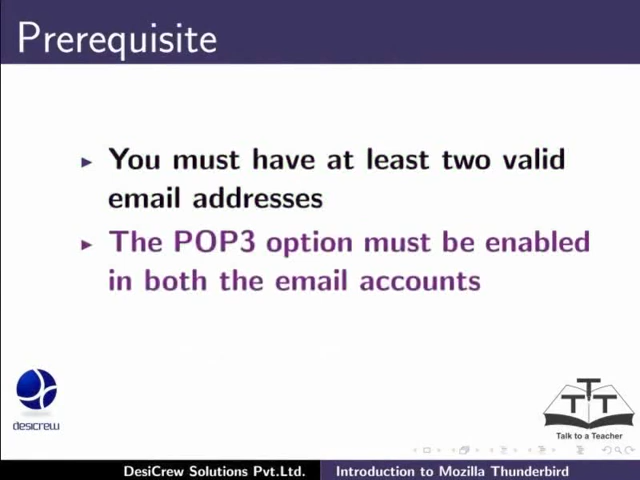 Prerequisite
You must have at least two valid
email addresses
The POP3 option must be enabled
in both the email accounts
desicrew
TTT
Talk to a Teacher
DesiCrew Solutions Pvt.Ltd. Introduction to Mozilla Thunderbird